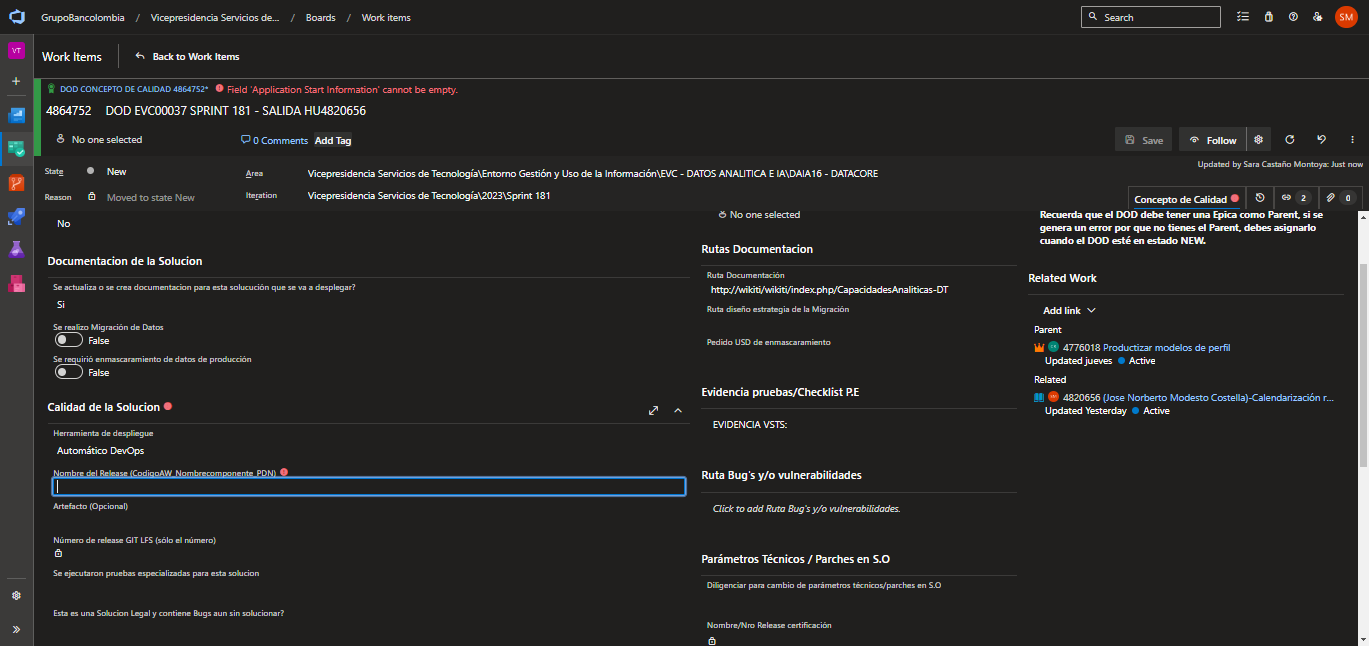 GrupoBancolombia / Vicepresidencia Servicios de... / Boards / Work items
Search
SM
VT
Work Items
Back to Work Items
DOD CONCEPTO DE CALIDAD 4864752* Field 'Application Start Information' cannot be empty.
4864752 DOD EVC00037 SPRINT 181 - SALIDA HU4820656
No one selected
0 Comments
Add Tag
Save
Follow
Updated by Sara Castaño Montoya: Just now
State
New
Area
Vicepresidencia Servicios de Tecnología\Entorno Gestión y Uso de la Información\EVC - DATOS ANALITICA E IA\DAIA16 - DATACORE
Reason
Moved to state New
Iteration
Vicepresidencia Servicios de Tecnología\2023\Sprint 181
Concepto de Calidad
2
0
No
Documentacion de la Solucion
Se actualiza o se crea documentacion para esta solucución que se va a desplegar?
Si
Se realizo Migración de Datos
False
Se requirió enmascaramiento de datos de producción
False
Calidad de la Solucion
Herramienta de despliegue
Automático DevOps
Nombre del Release (CodigoAW_Nombrecomponente_PDN)
Artefacto (Opcional)
Número de release GIT LFS (sólo el número)
Se ejecutaron pruebas especializadas para esta solucion
Esta es una Solucion Legal y contiene Bugs aun sin solucionar?
No one selected
Rutas Documentacion
Ruta Documentación
http://wikiti/wikiti/index.php/CapacidadesAnaliticas-DT
Ruta diseño estrategia de la Migración
Pedido USD de enmascaramiento
Evidencia pruebas/Checklist P.E
EVIDENCIA VSTS:
Ruta Bug's y/o vulnerabilidades
Click to add Ruta Bug's y/o vulnerabilidades.
Parámetros Técnicos / Parches en S.O
Diligenciar para cambio de parámetros técnicos/parches en S.O
Nombre/Nro Release certificación
Recuerda que el DOD debe tener una Epica como Parent, si se
genera un error por que no tienes el Parent, debes asignarlo
cuando el DOD esté en estado NEW.
Related Work
Add link
Parent
4776018 Productizar modelos de perfil
Updated jueves Active
Related
4820656 (Jose Norberto Modesto Costella)-Calendarización r...
Updated Yesterday Active